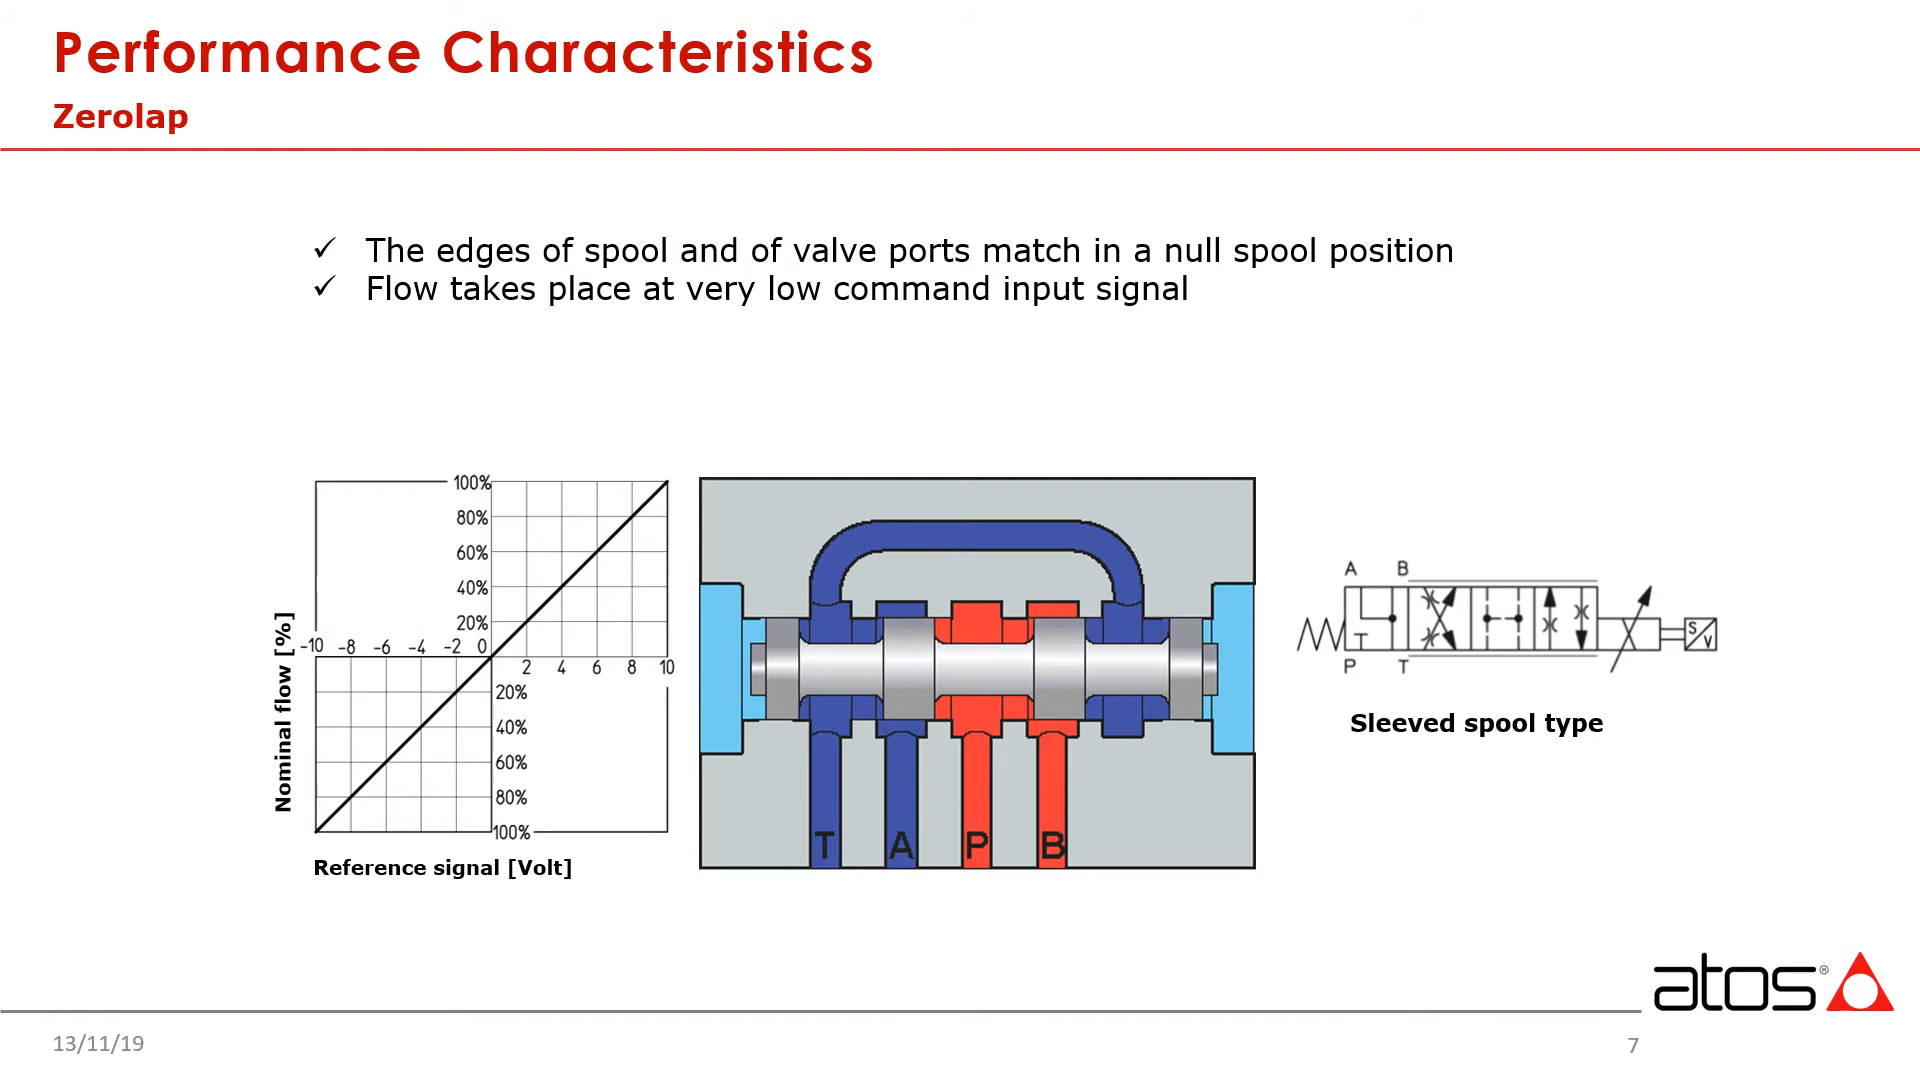 Performance Characteristics
Zerolap
✓ The edges of spool and of valve ports match in a null spool position
✓ Flow takes place at very low command input signal
Nominal flow [%]
100%
80%
60%
40%
20%
-10 -8 -6 -4 -2 0
2 4 6 8 10
20%
40%
60%
80%
100%
Reference signal [Volt]
T A P B
A B
T
S
V
P T
Sleeved spool type
atos®
13/11/19
7